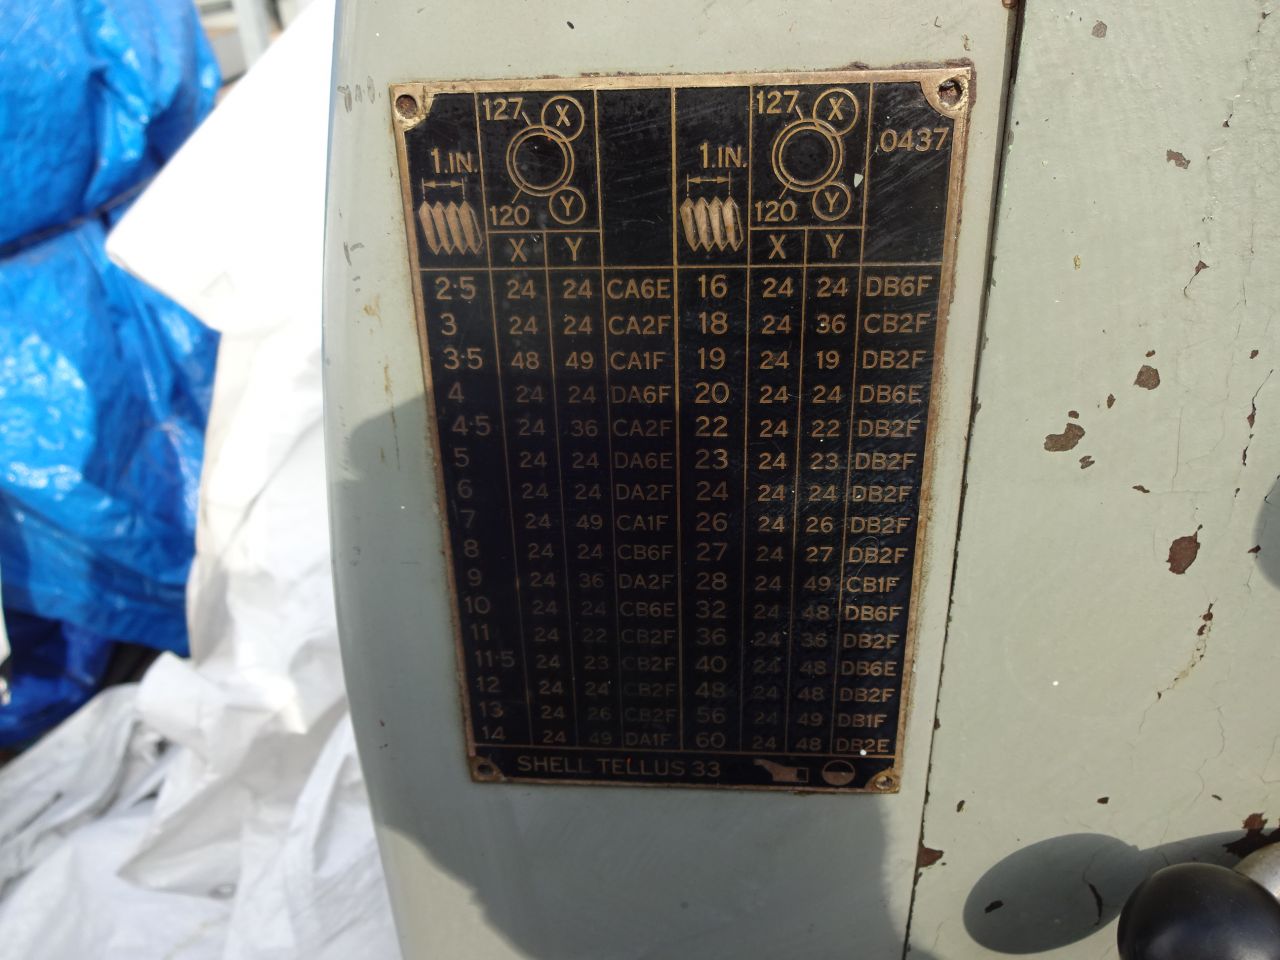 127 X 127 X 0437
1.IN. 1.IN.
120 Y 120 Y
X Y X Y
2·5 24 24 CA6E 16 24 24 DB6F
3 24 24 CA2F 18 24 36 CB2F
3·5 48 49 CA1F 19 24 19 DB2F
4 24 24 DA6F 20 24 24 DB6E
4·5 24 36 CA2F 22 24 22 DB2F
5 24 24 DA6E 23 24 23 DB2F
6 24 24 DA2F 24 24 24 DB2F
7 24 49 CA1F 26 24 26 DB2F
8 24 24 CB6F 27 24 27 DB2F
9 24 36 DA2F 28 24 49 CB1F
10 24 24 CB6E 32 24 48 DB6F
11 24 22 CB2F 36 24 36 DB2F
11·5 24 23 CB2F 40 24 48 DB6E
12 24 24 CB2F 48 24 48 DB2F
13 24 26 CB2F 56 24 49 DB1F
14 24 49 DA1F 60 24 48 DB2E
SHELL TELLUS 33